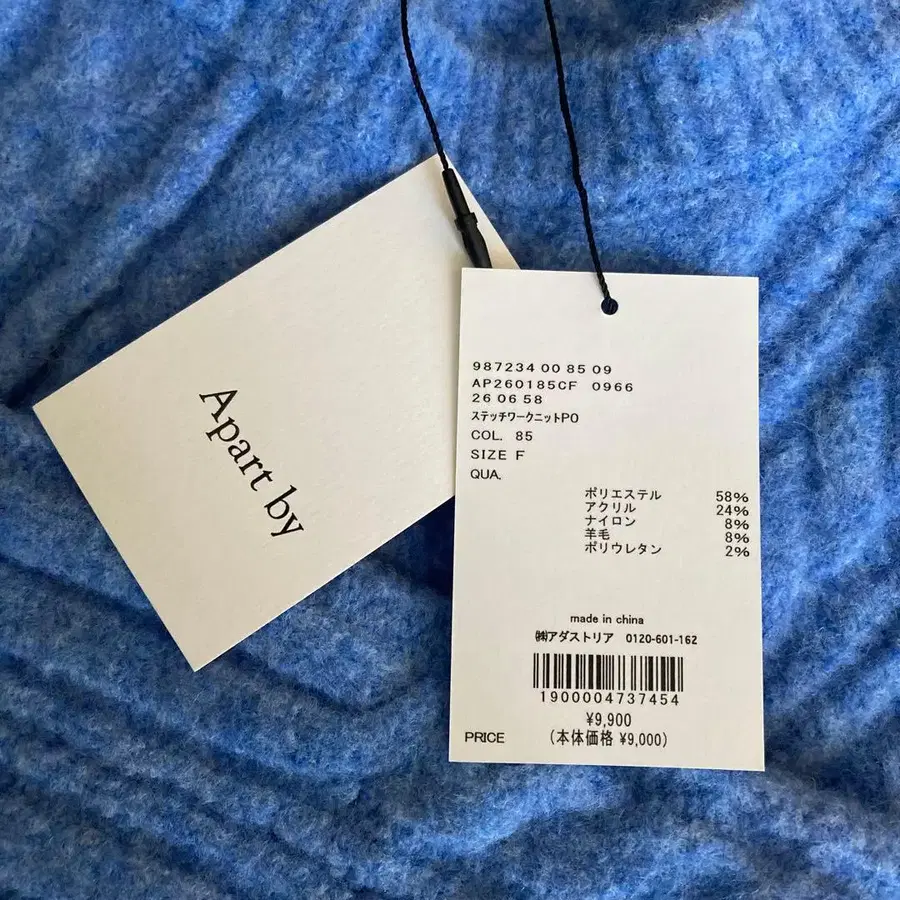 Apart by
987234 00 85 09
AP260185CF 0966
26 06 58
ステッチワークニットPO
COL. 85
SIZE F
QUA.
ポリエステル 58%
アクリル 24%
ナイロン 8%
羊毛 8%
ポリウレタン 2%
made in china
㈱アダストリア 0120-601-162
1900004737454
¥9,900
PRICE (本体価格 ¥9,000)